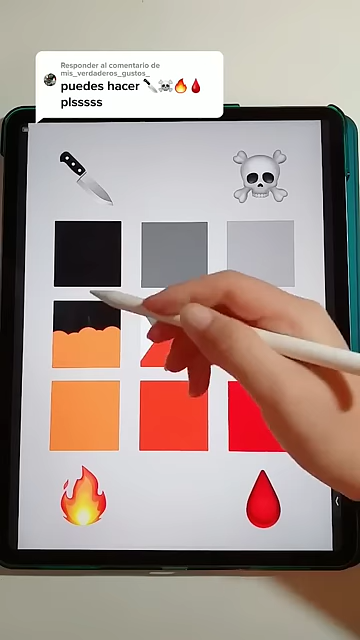 Responder al comentario de
mis_verdaderos_gustos_
puedes hacer 🔪☠️🔥🩸
plsssss